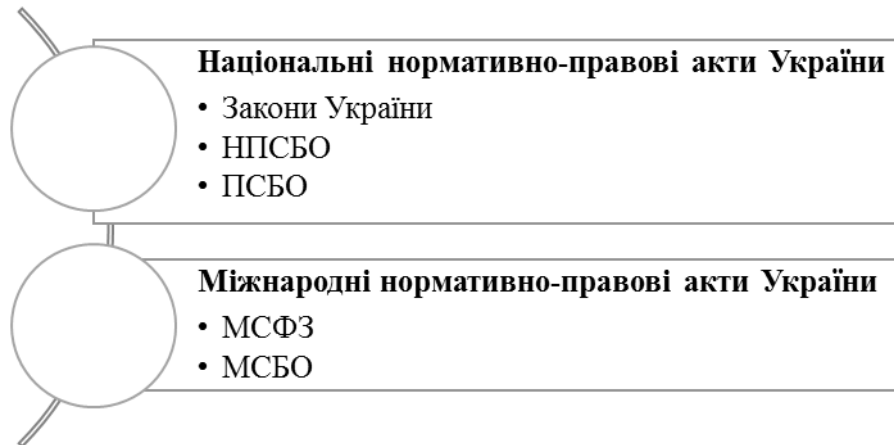 Національні нормативно-правові акти України
• Закони України
• НПСБО
• ПСБО
Міжнародні нормативно-правові акти України
• МСФЗ
• МСБО